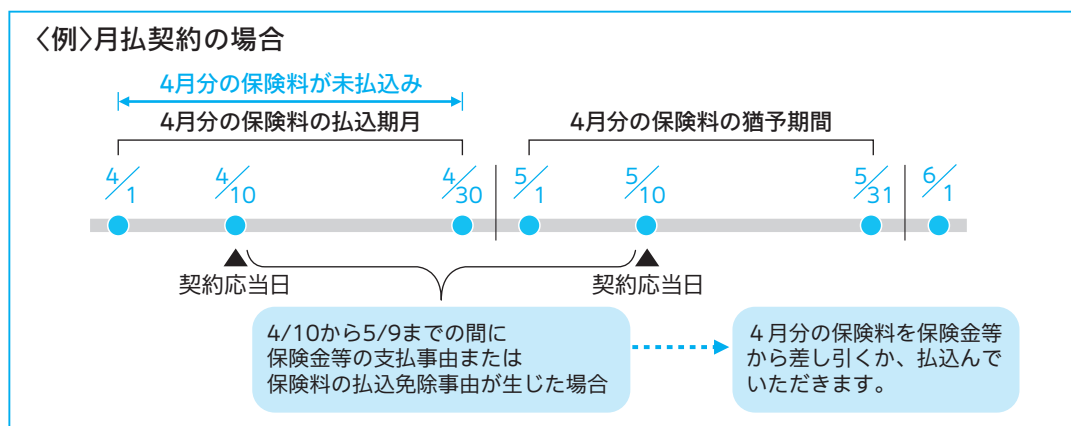 〈例〉月払契約の場合
4月分の保険料が未払込み
4月分の保険料の払込期月
4月分の保険料の猶予期間
4/1 4/10 4/30 5/1 5/10 5/31 6/1
契約応当日 契約応当日
4/10から5/9までの間に
保険金等の支払事由または
保険料の払込免除事由が生じた場合
4月分の保険料を保険金等
から差し引くか、払込んで
いただきます。